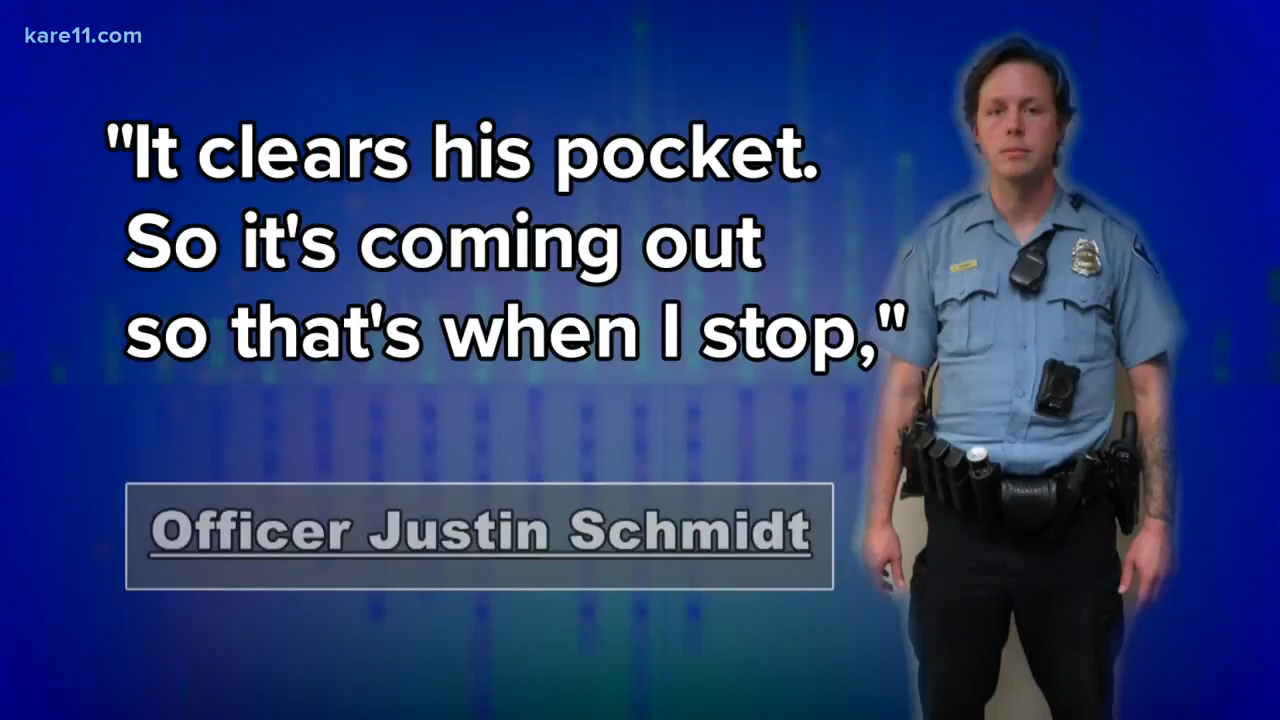 kare11.com
"It clears his pocket.
So it's coming out
so that's when I stop,"
Officer Justin Schmidt